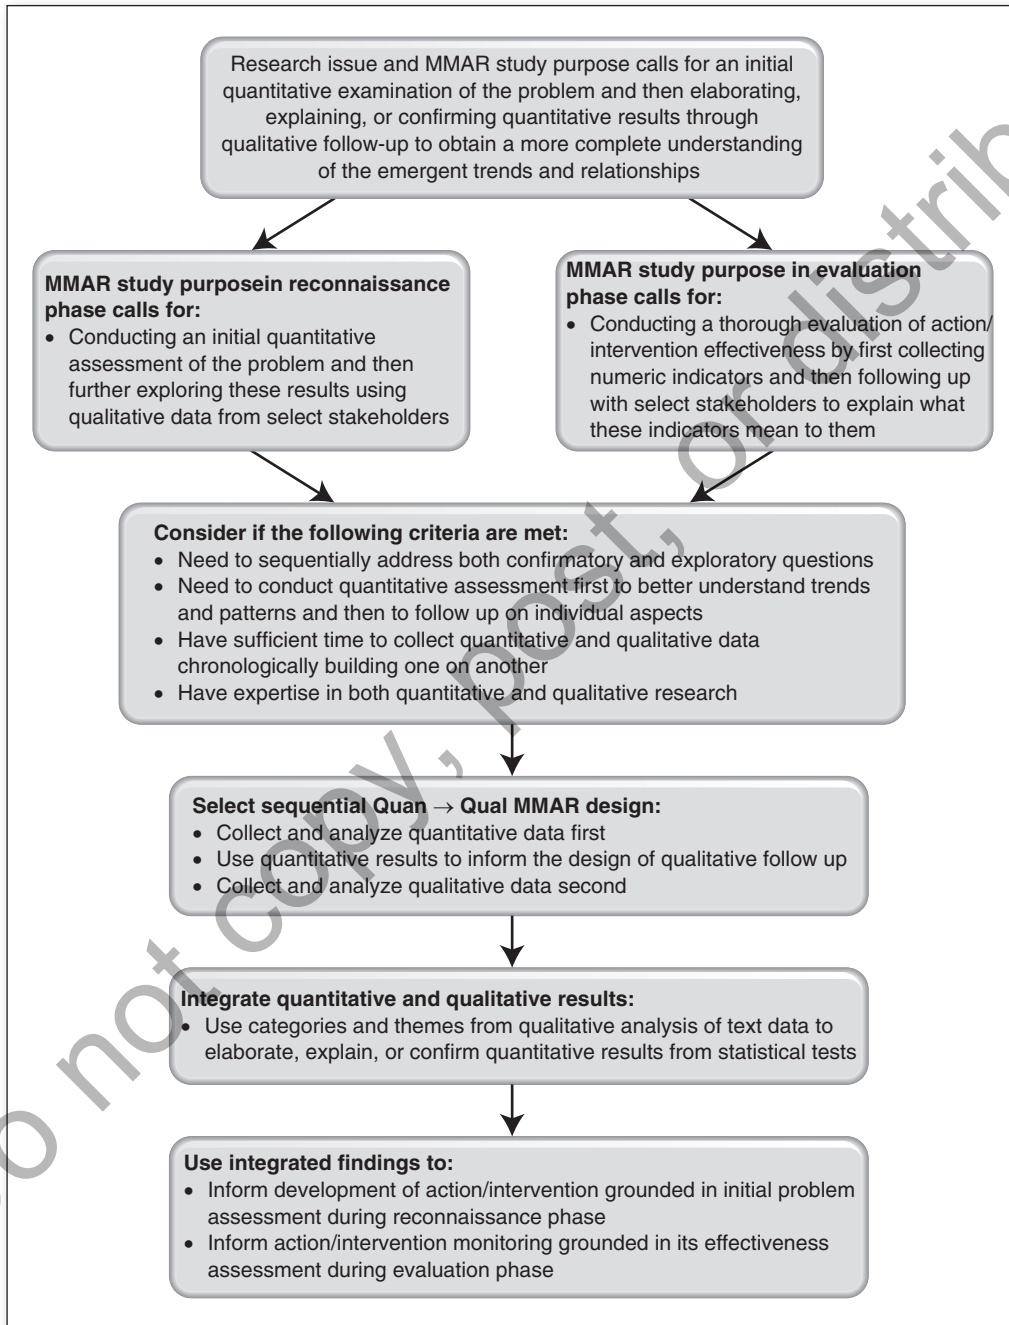 Research issue and MMAR study purpose calls for an initial
quantitative examination of the problem and then elaborating,
explaining, or confirming quantitative results through
qualitative follow-up to obtain a more complete understanding
of the emergent trends and relationships
MMAR study purposein reconnaissance
phase calls for:
• Conducting an initial quantitative
assessment of the problem and then
further exploring these results using
qualitative data from select stakeholders
MMAR study purpose in evaluation
phase calls for:
• Conducting a thorough evaluation of action/
intervention effectiveness by first collecting
numeric indicators and then following up
with select stakeholders to explain what
these indicators mean to them
Consider if the following criteria are met:
• Need to sequentially address both confirmatory and exploratory questions
• Need to conduct quantitative assessment first to better understand trends
and patterns and then to follow up on individual aspects
• Have sufficient time to collect quantitative and qualitative data
chronologically building one on another
• Have expertise in both quantitative and qualitative research
Select sequential Quan → Qual MMAR design:
• Collect and analyze quantitative data first
• Use quantitative results to inform the design of qualitative follow up
• Collect and analyze qualitative data second
Integrate quantitative and qualitative results:
• Use categories and themes from qualitative analysis of text data to
elaborate, explain, or confirm quantitative results from statistical tests
Use integrated findings to:
• Inform development of action/intervention grounded in initial problem
assessment during reconnaissance phase
• Inform action/intervention monitoring grounded in its effectiveness
assessment during evaluation phase
o not copy, post, or distrib